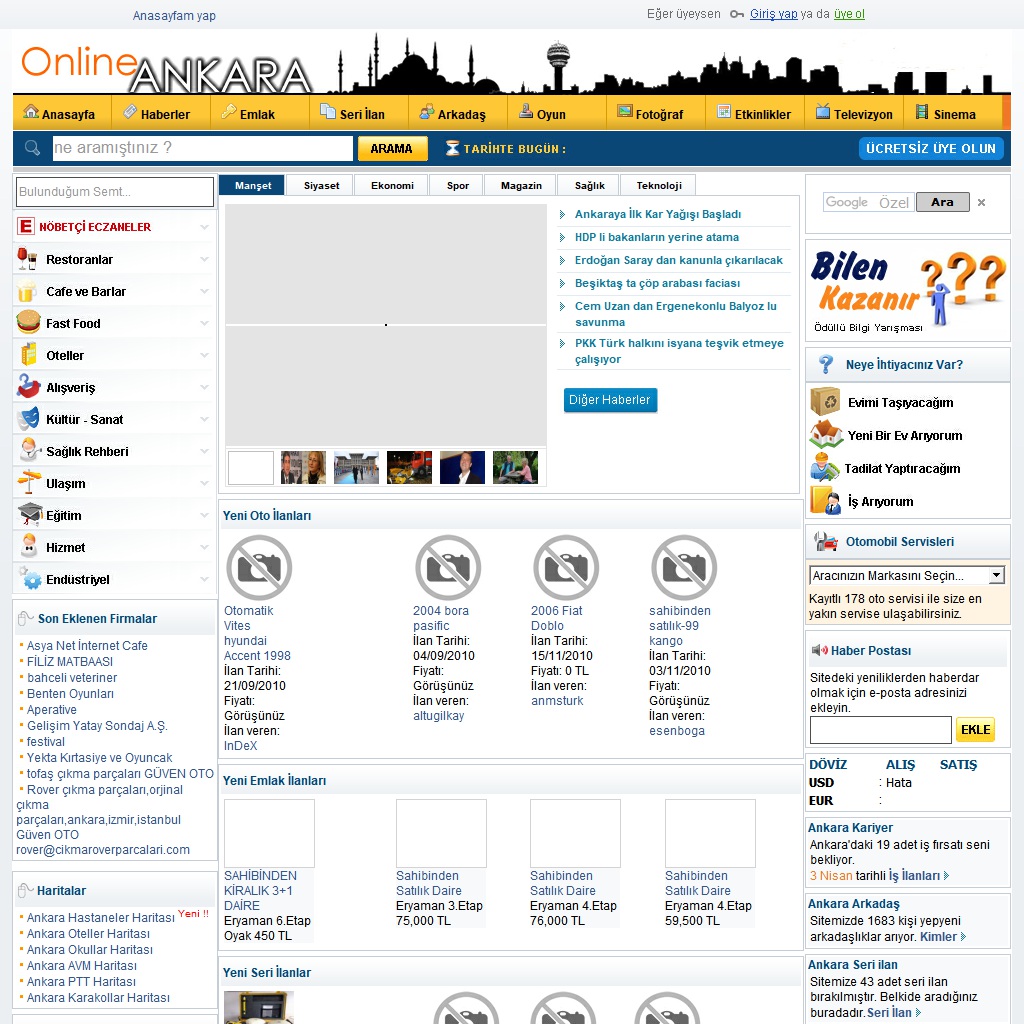 Anasayfam yap
Eğer üyeysen Giriş yap ya da üye ol
Online ANKARA
Anasayfa
Haberler
Emlak
Seri İlan
Arkadaş
Oyun
Fotoğraf
Etkinlikler
Televizyon
Sinema
ne aramıştınız ?
ARAMA
TARİHTE BUGÜN :
ÜCRETSİZ ÜYE OLUN
Bulunduğum Semt...
E NÖBETÇİ ECZANELER
Restoranlar
Cafe ve Barlar
Fast Food
Oteller
Alışveriş
Kültür - Sanat
Sağlık Rehberi
Ulaşım
Eğitim
Hizmet
Endüstriyel
Son Eklenen Firmalar
Asya Net İnternet Cafe
FİLİZ MATBAASI
bahceli veteriner
Benten Oyunları
Aperative
Gelişim Yatay Sondaj A.Ş.
festival
Yekta Kırtasiye ve Oyuncak
tofaş çıkma parçaları GÜVEN OTO
Rover çıkma parçaları,orjinal
çıkma
parçaları,ankara,izmir,istanbul
Güven OTO
rover@cikmaroverparcalari.com
Haritalar
Ankara Hastaneler Haritası Yeni !!
Ankara Oteller Haritası
Ankara Okullar Haritası
Ankara AVM Haritası
Ankara PTT Haritası
Ankara Karakollar Haritası
Manşet
Siyaset
Ekonomi
Spor
Magazin
Sağlık
Teknoloji
Ankaraya İlk Kar Yağışı Başladı
HDP li bakanların yerine atama
Erdoğan Saray dan kanunla çıkarılacak
Beşiktaş ta çöp arabası faciası
Cem Uzan dan Ergenekonlu Balyoz lu
savunma
PKK Türk halkını isyana teşvik etmeye
çalışıyor
Diğer Haberler
Yeni Oto İlanları
Otomatik
Vites
hyundai
Accent 1998
İlan Tarihi:
21/09/2010
Fiyatı:
Görüşünüz
İlan veren:
InDeX
2004 bora
pasific
İlan Tarihi:
04/09/2010
Fiyatı:
Görüşünüz
İlan veren:
altugilkay
2006 Fiat
Doblo
İlan Tarihi:
15/11/2010
Fiyatı: 0 TL
İlan veren:
anmsturk
sahibinden
satılık-99
kango
İlan Tarihi:
03/11/2010
Fiyatı:
Görüşünüz
İlan veren:
esenboga
Yeni Emlak İlanları
SAHİBİNDEN
KİRALIK 3+1
DAİRE
Eryaman 6.Etap
Oyak 450 TL
Sahibinden
Satılık Daire
Eryaman 3.Etap
75,000 TL
Sahibinden
Satılık Daire
Eryaman 4.Etap
76,000 TL
Sahibinden
Satılık Daire
Eryaman 4.Etap
59,500 TL
Yeni Seri İlanlar
Google Özel
Ara
×
Bilen
Kazanır
Ödüllü Bilgi Yarışması
???
Neye İhtiyacınız Var?
Evimi Taşıyacağım
Yeni Bir Ev Arıyorum
Tadilat Yaptıracağım
İş Arıyorum
Otomobil Servisleri
Aracınızın Markasını Seçin...
Kayıtlı 178 oto servisi ile size en
yakın servise ulaşabilirsiniz.
Haber Postası
Sitedeki yeniliklerden haberdar
olmak için e-posta adresinizi
ekleyin.
EKLE
DÖVİZ ALIŞ SATIŞ
USD : Hata
EUR :
Ankara Kariyer
Ankara'daki 19 adet iş fırsatı seni
bekliyor.
3 Nisan tarihli İş İlanları
Ankara Arkadaş
Sitemizde 1683 kişi yepyeni
arkadaşlıklar arıyor. Kimler
Ankara Seri ilan
Sitemize 43 adet seri ilan
bırakılmıştır. Belkide aradığınız
buradadır. Seri İlan